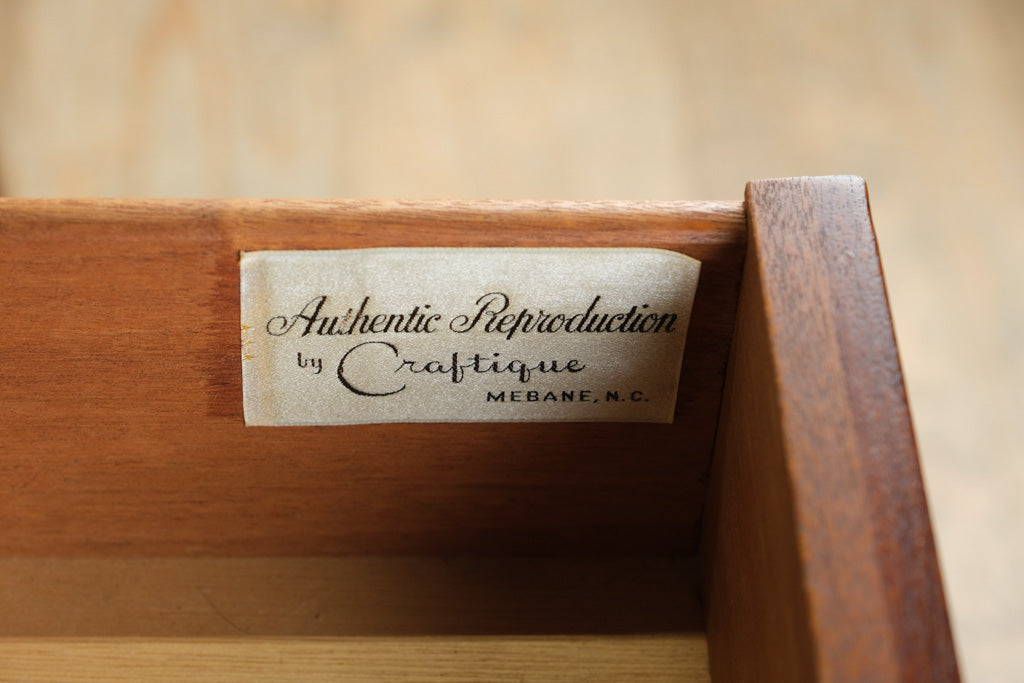 Authentic Reproduction
by Craftique
MEBANE, N.C.